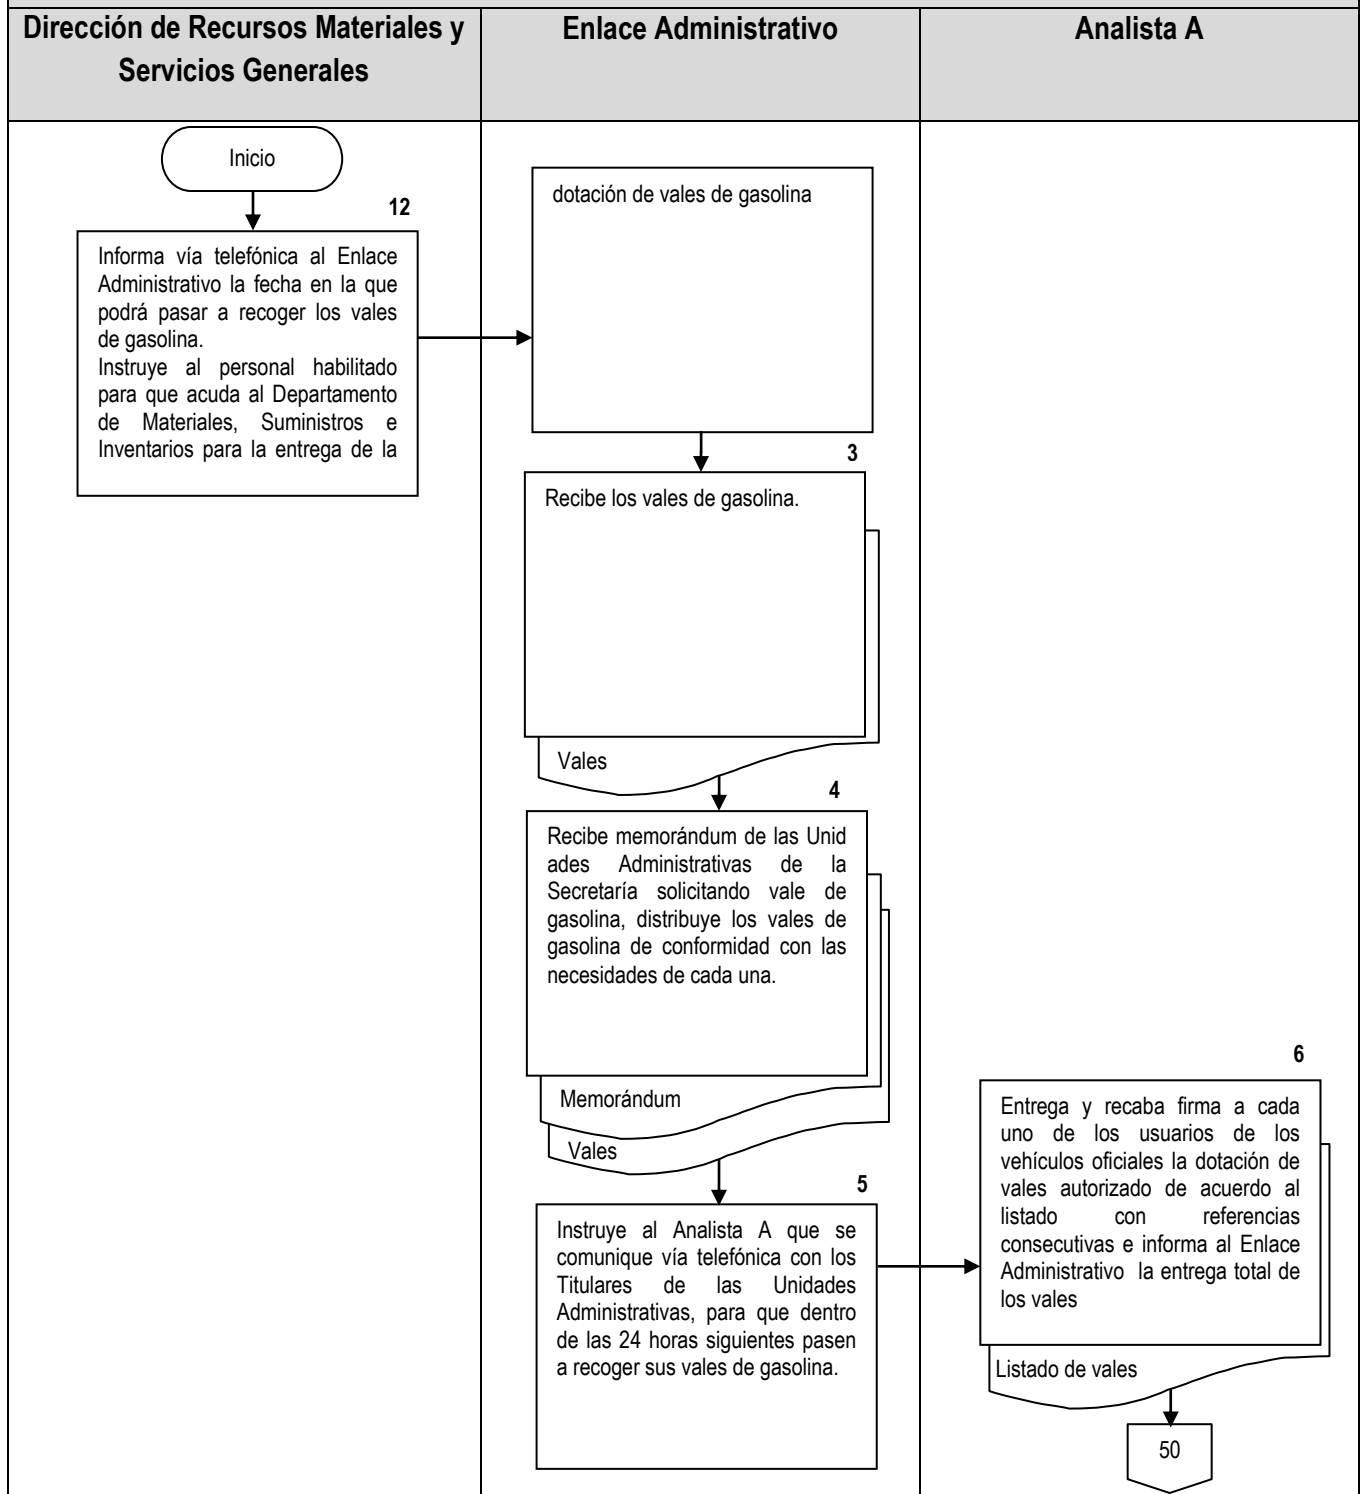 Dirección de Recursos Materiales y
Servicios Generales
Enlace Administrativo
Analista A
Inicio
12
Informa vía telefónica al Enlace
Administrativo la fecha en la que
podrá pasar a recoger los vales
de gasolina.
Instruye al personal habilitado
para que acuda al Departamento
de Materiales, Suministros e
Inventarios para la entrega de la
dotación de vales de gasolina
3
Recibe los vales de gasolina.
Vales
4
Recibe memorándum de las Unid
ades Administrativas de la
Secretaría solicitando vale de
gasolina, distribuye los vales de
gasolina de conformidad con las
necesidades de cada una.
Memorándum
Vales
5
Instruye al Analista A que se
comunique vía telefónica con los
Titulares de las Unidades
Administrativas, para que dentro
de las 24 horas siguientes pasen
a recoger sus vales de gasolina.
6
Entrega y recaba firma a cada
uno de los usuarios de los
vehículos oficiales la dotación de
vales autorizado de acuerdo al
listado con referencias
consecutivas e informa al Enlace
Administrativo la entrega total de
los vales
Listado de vales
50